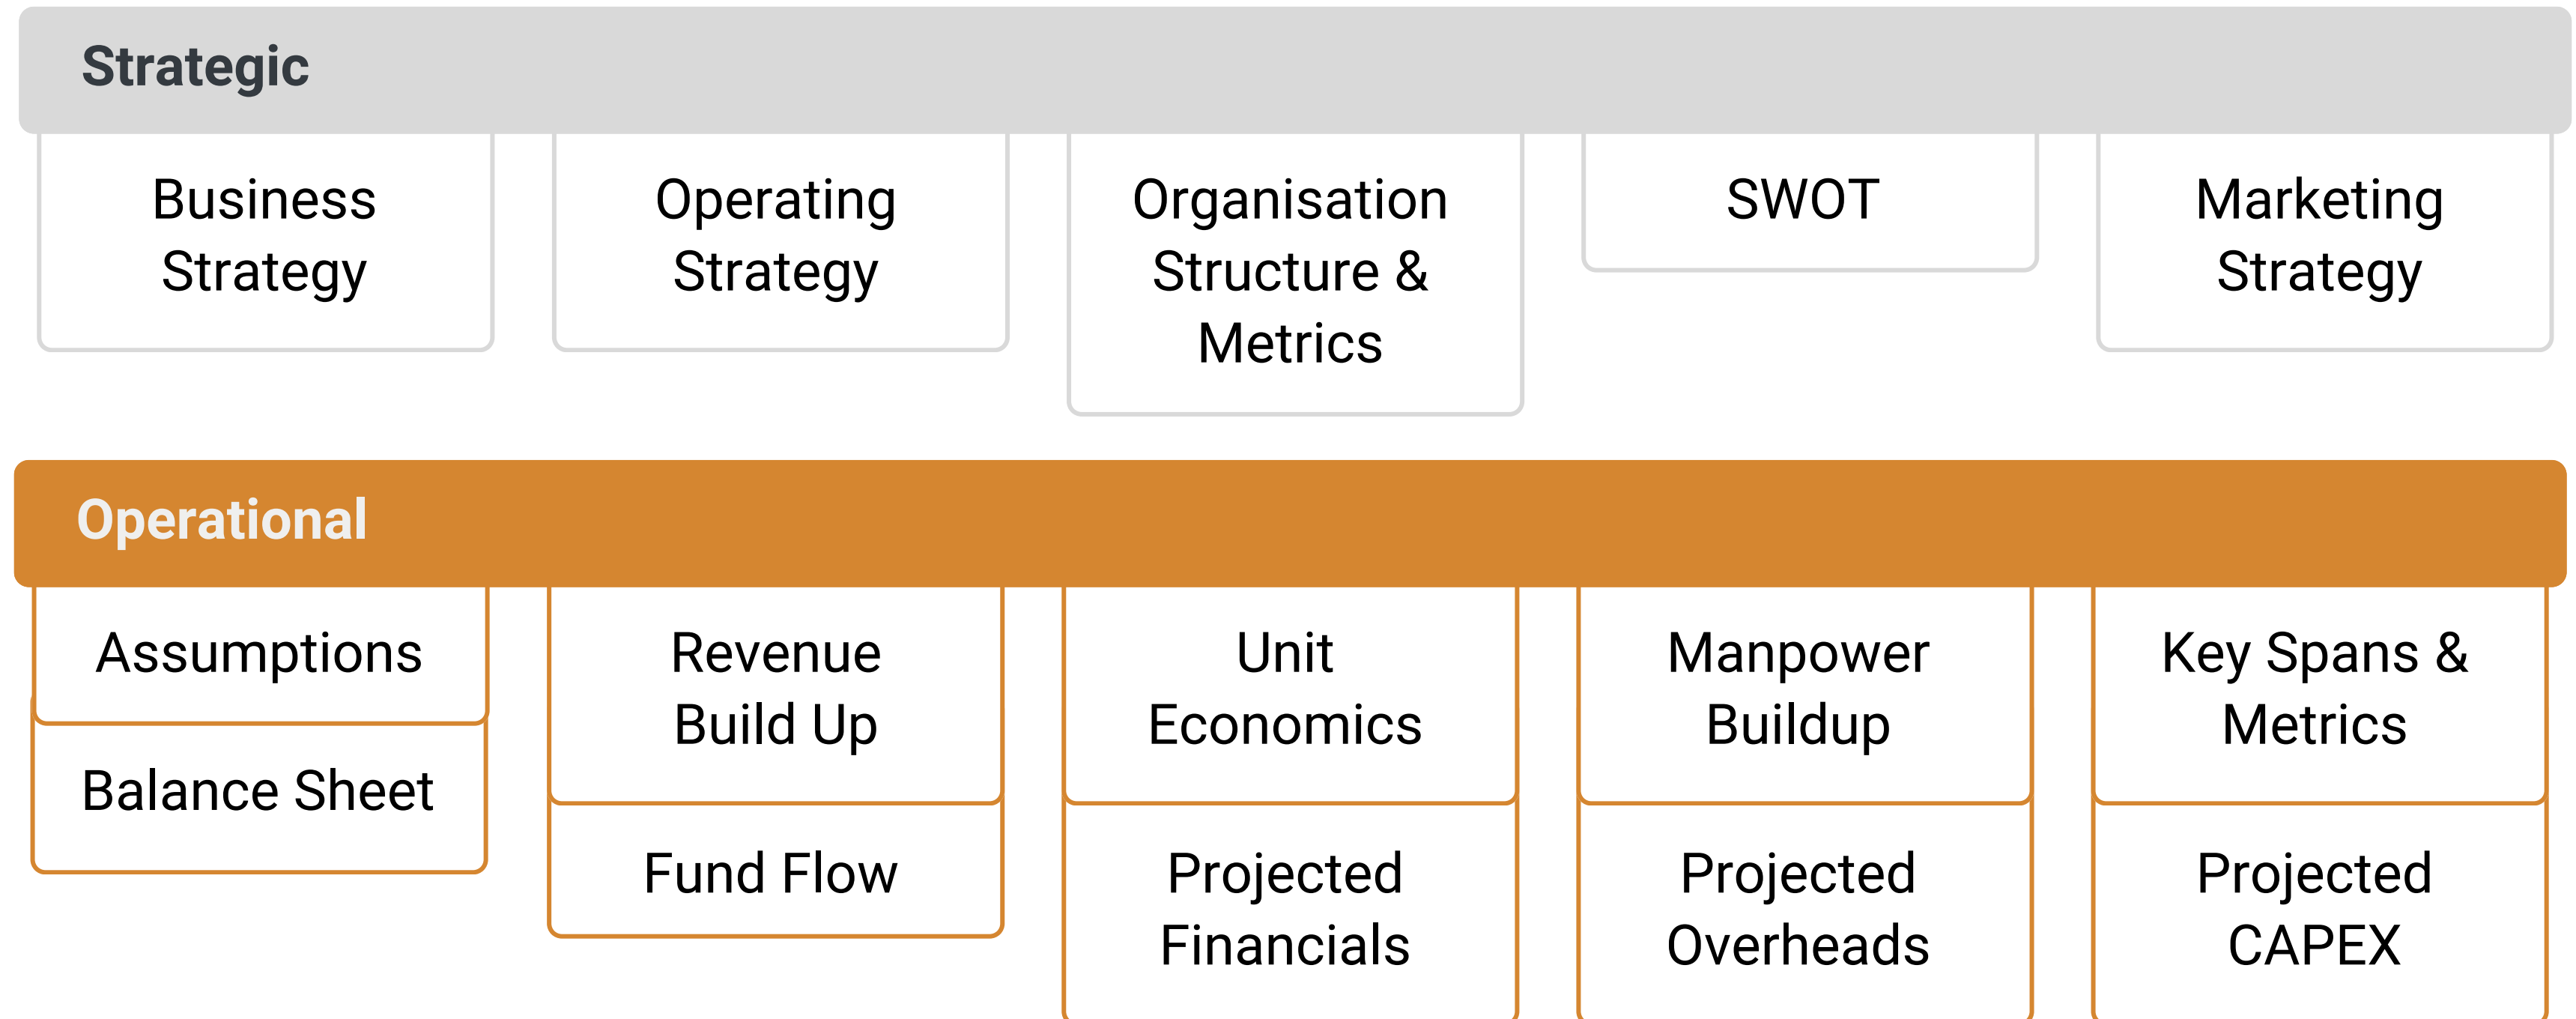 Strategic
Business
Strategy
Operating
Strategy
Organisation
Structure &
Metrics
SWOT
Marketing
Strategy
Operational
Assumptions
Balance Sheet
Revenue
Build Up
Fund Flow
Unit
Economics
Projected
Financials
Manpower
Buildup
Projected
Overheads
Key Spans &
Metrics
Projected
CAPEX